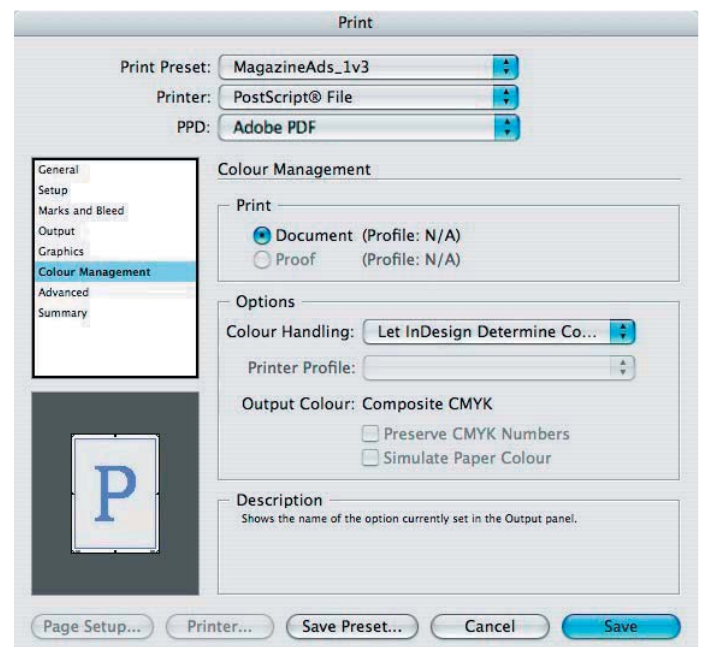 Print
Print Preset: MagazineAds_1v3
Printer: PostScript® File
PPD: Adobe PDF
General
Setup
Marks and Bleed
Output
Graphics
Colour Management
Advanced
Summary
Colour Management
Print
Document (Profile: N/A)
Proof (Profile: N/A)
Options
Colour Handling: Let InDesign Determine Co...
Printer Profile:
Output Colour: Composite CMYK
Preserve CMYK Numbers
Simulate Paper Colour
P
Description
Shows the name of the option currently set in the Output panel.
Page Setup... Printer... Save Preset... Cancel Save